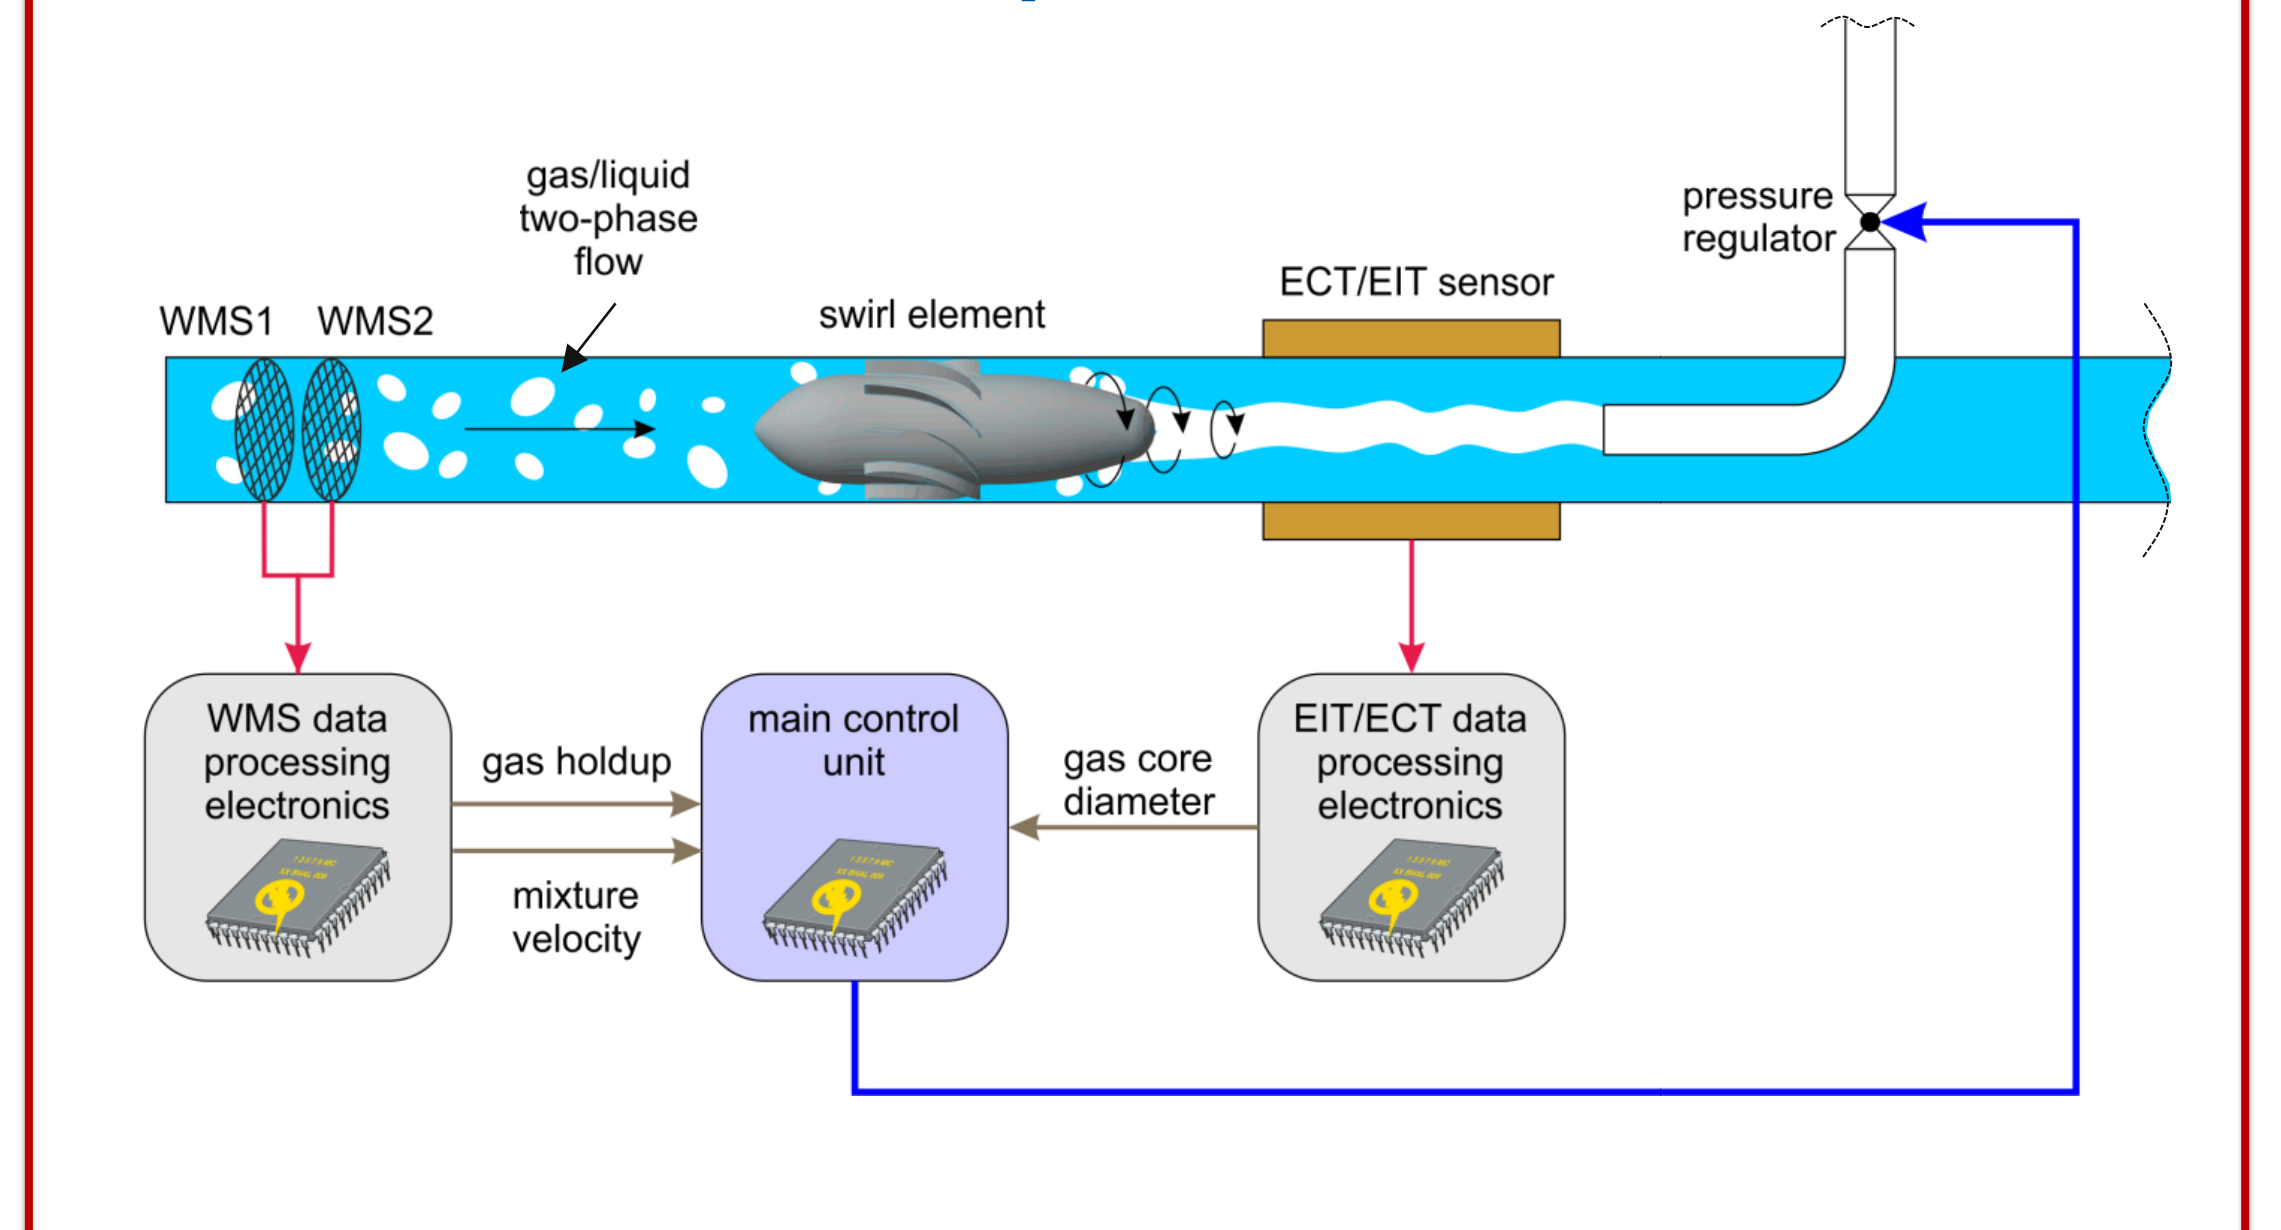 gas/liquid
two-phase
flow
pressure
regulator
ECT/EIT sensor
WMS1
WMS2
swirl element
WMS data
processing
electronics
gas holdup
mixture
velocity
main control
unit
gas core
diameter
EIT/ECT data
processing
electronics